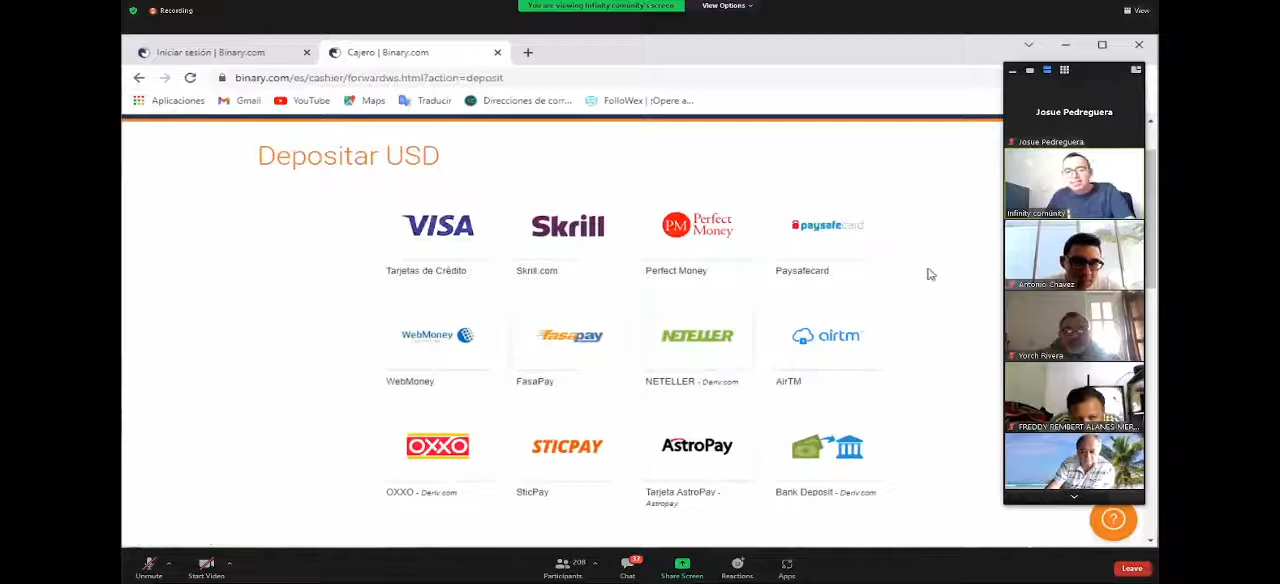 Recording
You are viewing Infinity comunity's screen
View Options
View
Iniciar sesión | Binary.com
Cajero | Binary.com
binary.com/es/cashier/forwardws.html?action=deposit
Aplicaciones
Gmail
YouTube
Maps
Traducir
Direcciones de corr...
FolloWex | ¡Opere a...
Josue Pedreguera
Josue Pedreguera
Infinity comunity
Antonio Chavez
Yorch Rivera
FREDDY REMBERT ALANES MER...
Depositar USD
VISA
Skrill
PM Perfect Money
paysafecard
Tarjetas de Crédito
Skrill.com
Perfect Money
Paysafecard
WebMoney
fasapay
NETELLER
airtm
WebMoney
FasaPay
NETELLER - Deriv.com
AirTM
OXXO
STICPAY
AstroPay
OXXO - Deriv.com
SticPay
Tarjeta AstroPay -
Astropay
Bank Deposit - Deriv.com
Unmute
Start Video
208
Participants
37
Chat
Share Screen
Reactions
Apps
Leave